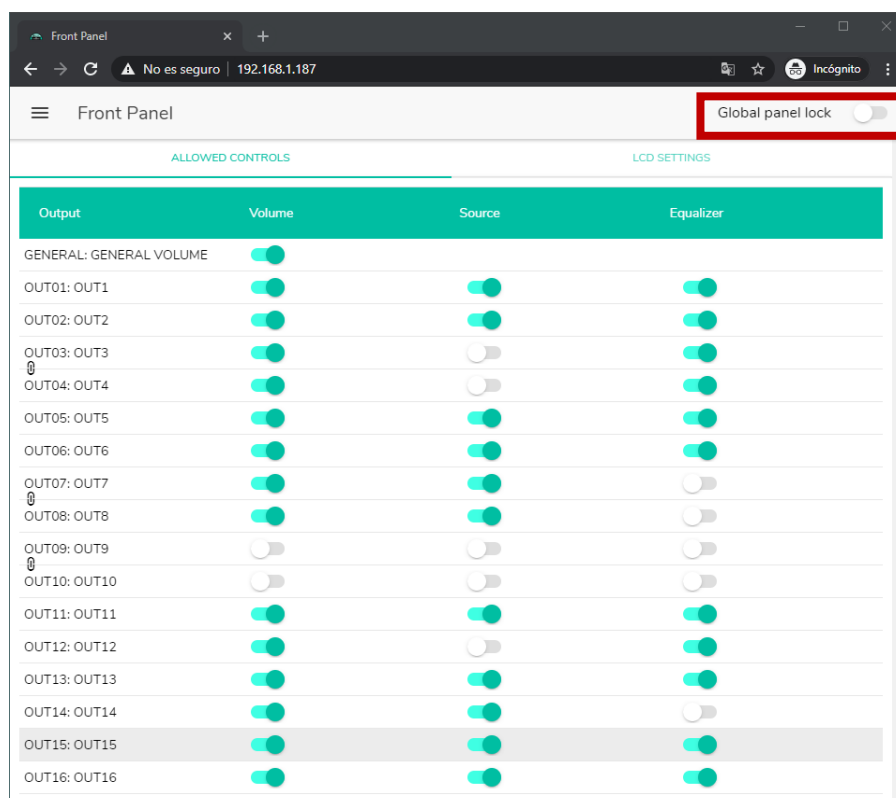 Front Panel
No es seguro | 192.168.1.187
Incógnito
Front Panel
Global panel lock
ALLOWED CONTROLS
LCD SETTINGS
Output Volume Source Equalizer
GENERAL: GENERAL VOLUME
OUT01: OUT1
OUT02: OUT2
OUT03: OUT3
OUT04: OUT4
OUT05: OUT5
OUT06: OUT6
OUT07: OUT7
OUT08: OUT8
OUT09: OUT9
OUT10: OUT10
OUT11: OUT11
OUT12: OUT12
OUT13: OUT13
OUT14: OUT14
OUT15: OUT15
OUT16: OUT16